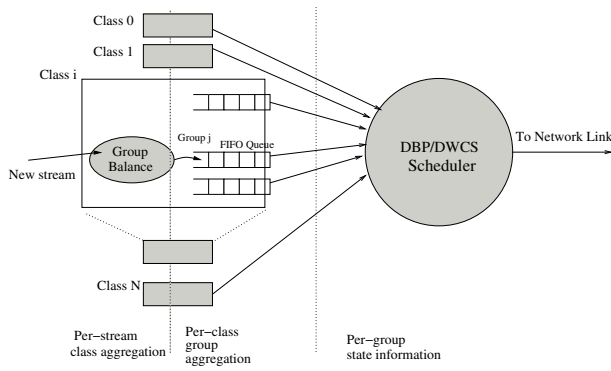 Class 0
Class 1
Class i
Group j
FIFO Queue
Group
Balance
New stream
DBP/DWCS
Scheduler
To Network Link
Class N
Per−stream
class aggregation
Per−class
group
aggregation
Per−group
state information